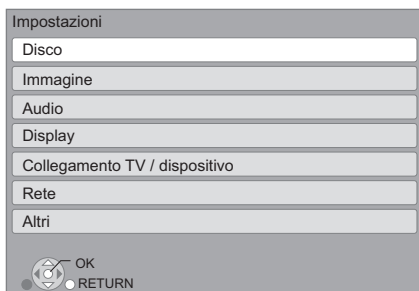 Impostazioni
Disco
Immagine
Audio
Display
Collegamento TV / dispositivo
Rete
Altri
OK
RETURN